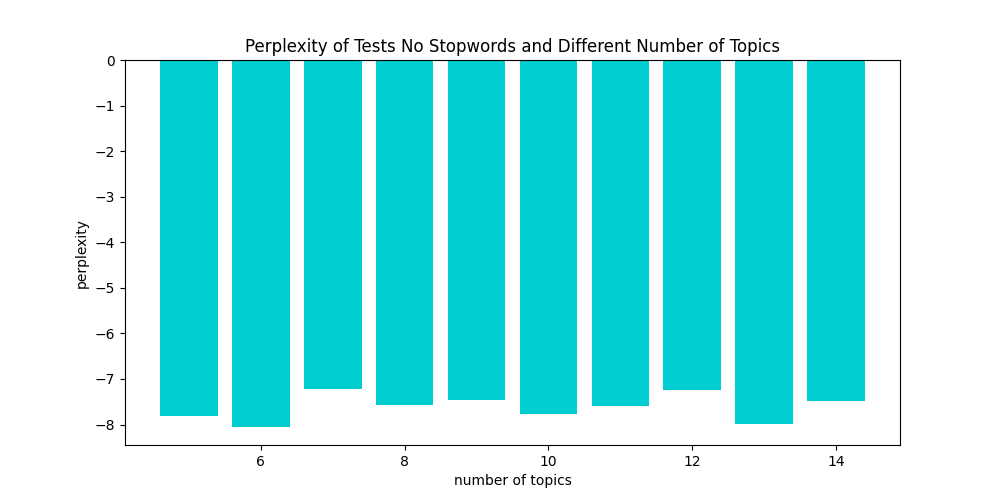 Perplexity of Tests No Stopwords and Different Number of Topics
0
−1
−2
−3
−4
−5
−6
−7
−8
perplexity
6 8 10 12 14
number of topics